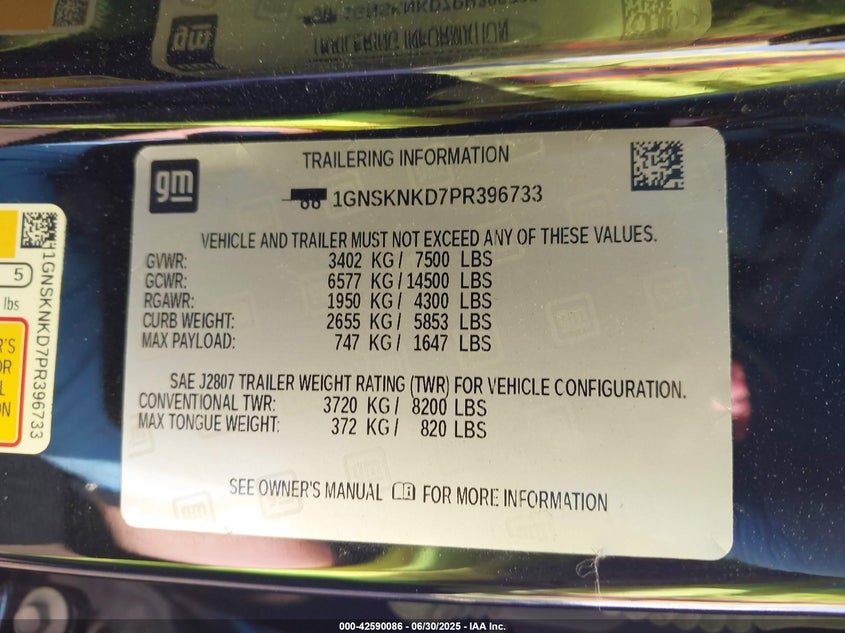 TRAILERING INFORMATION
gm
1GNSKNKD7PR396733
VEHICLE AND TRAILER MUST NOT EXCEED ANY OF THESE VALUES.
GVWR: 3402 KG / 7500 LBS
GCWR: 6577 KG / 14500 LBS
RGAWR: 1950 KG / 4300 LBS
CURB WEIGHT: 2655 KG / 5853 LBS
MAX PAYLOAD: 747 KG / 1647 LBS
SAE J2807 TRAILER WEIGHT RATING (TWR) FOR VEHICLE CONFIGURATION.
CONVENTIONAL TWR: 3720 KG / 8200 LBS
MAX TONGUE WEIGHT: 372 KG / 820 LBS
SEE OWNER'S MANUAL FOR MORE INFORMATION
5
lbs
1GNSKNKD7PR396733
000-42590086 - 06/30/2025 - IAA Inc.